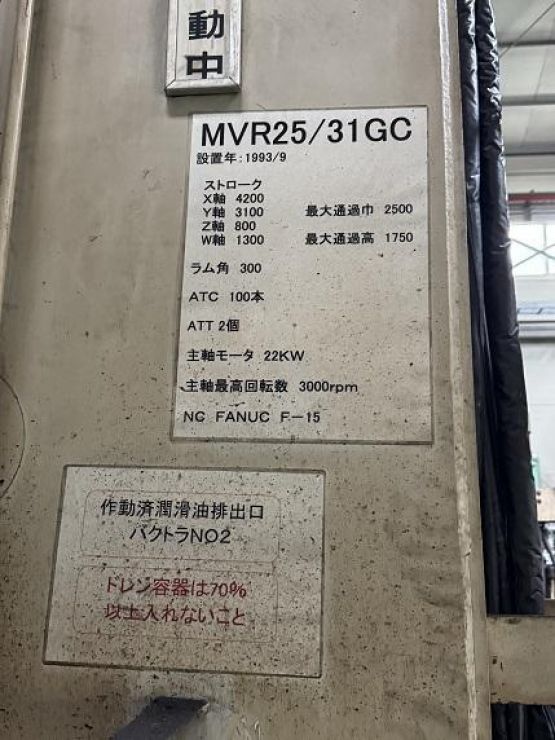 動
中
MVR25/31GC
設置年:1993/9
ストローク
X軸 4200
Y軸 3100 最大通過巾 2500
Z軸 800
W軸 1300 最大通過高 1750
ラム角 300
ATC 100本
ATT 2個
主軸モータ 22KW
主軸最高回転数 3000rpm
NC FANUC F－15
作動済潤滑油排出口
バクトラNO2
ドレン容器は70%
以上入れないこと